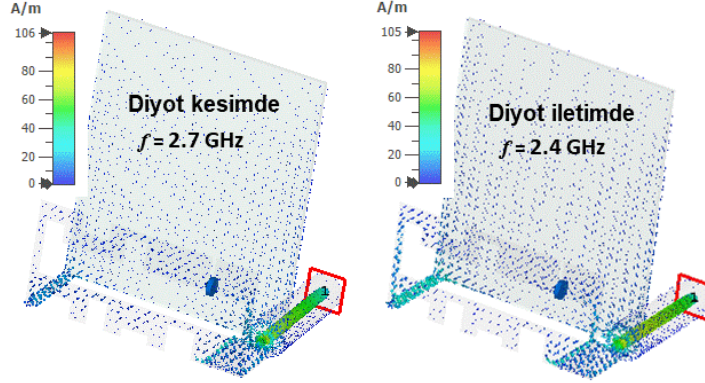 A/m
106
80
60
40
20
0
Diyot kesimde
f = 2.7 GHz
1
A/m
105
80
60
40
20
0
Diyot iletimde
f = 2.4 GHz
1